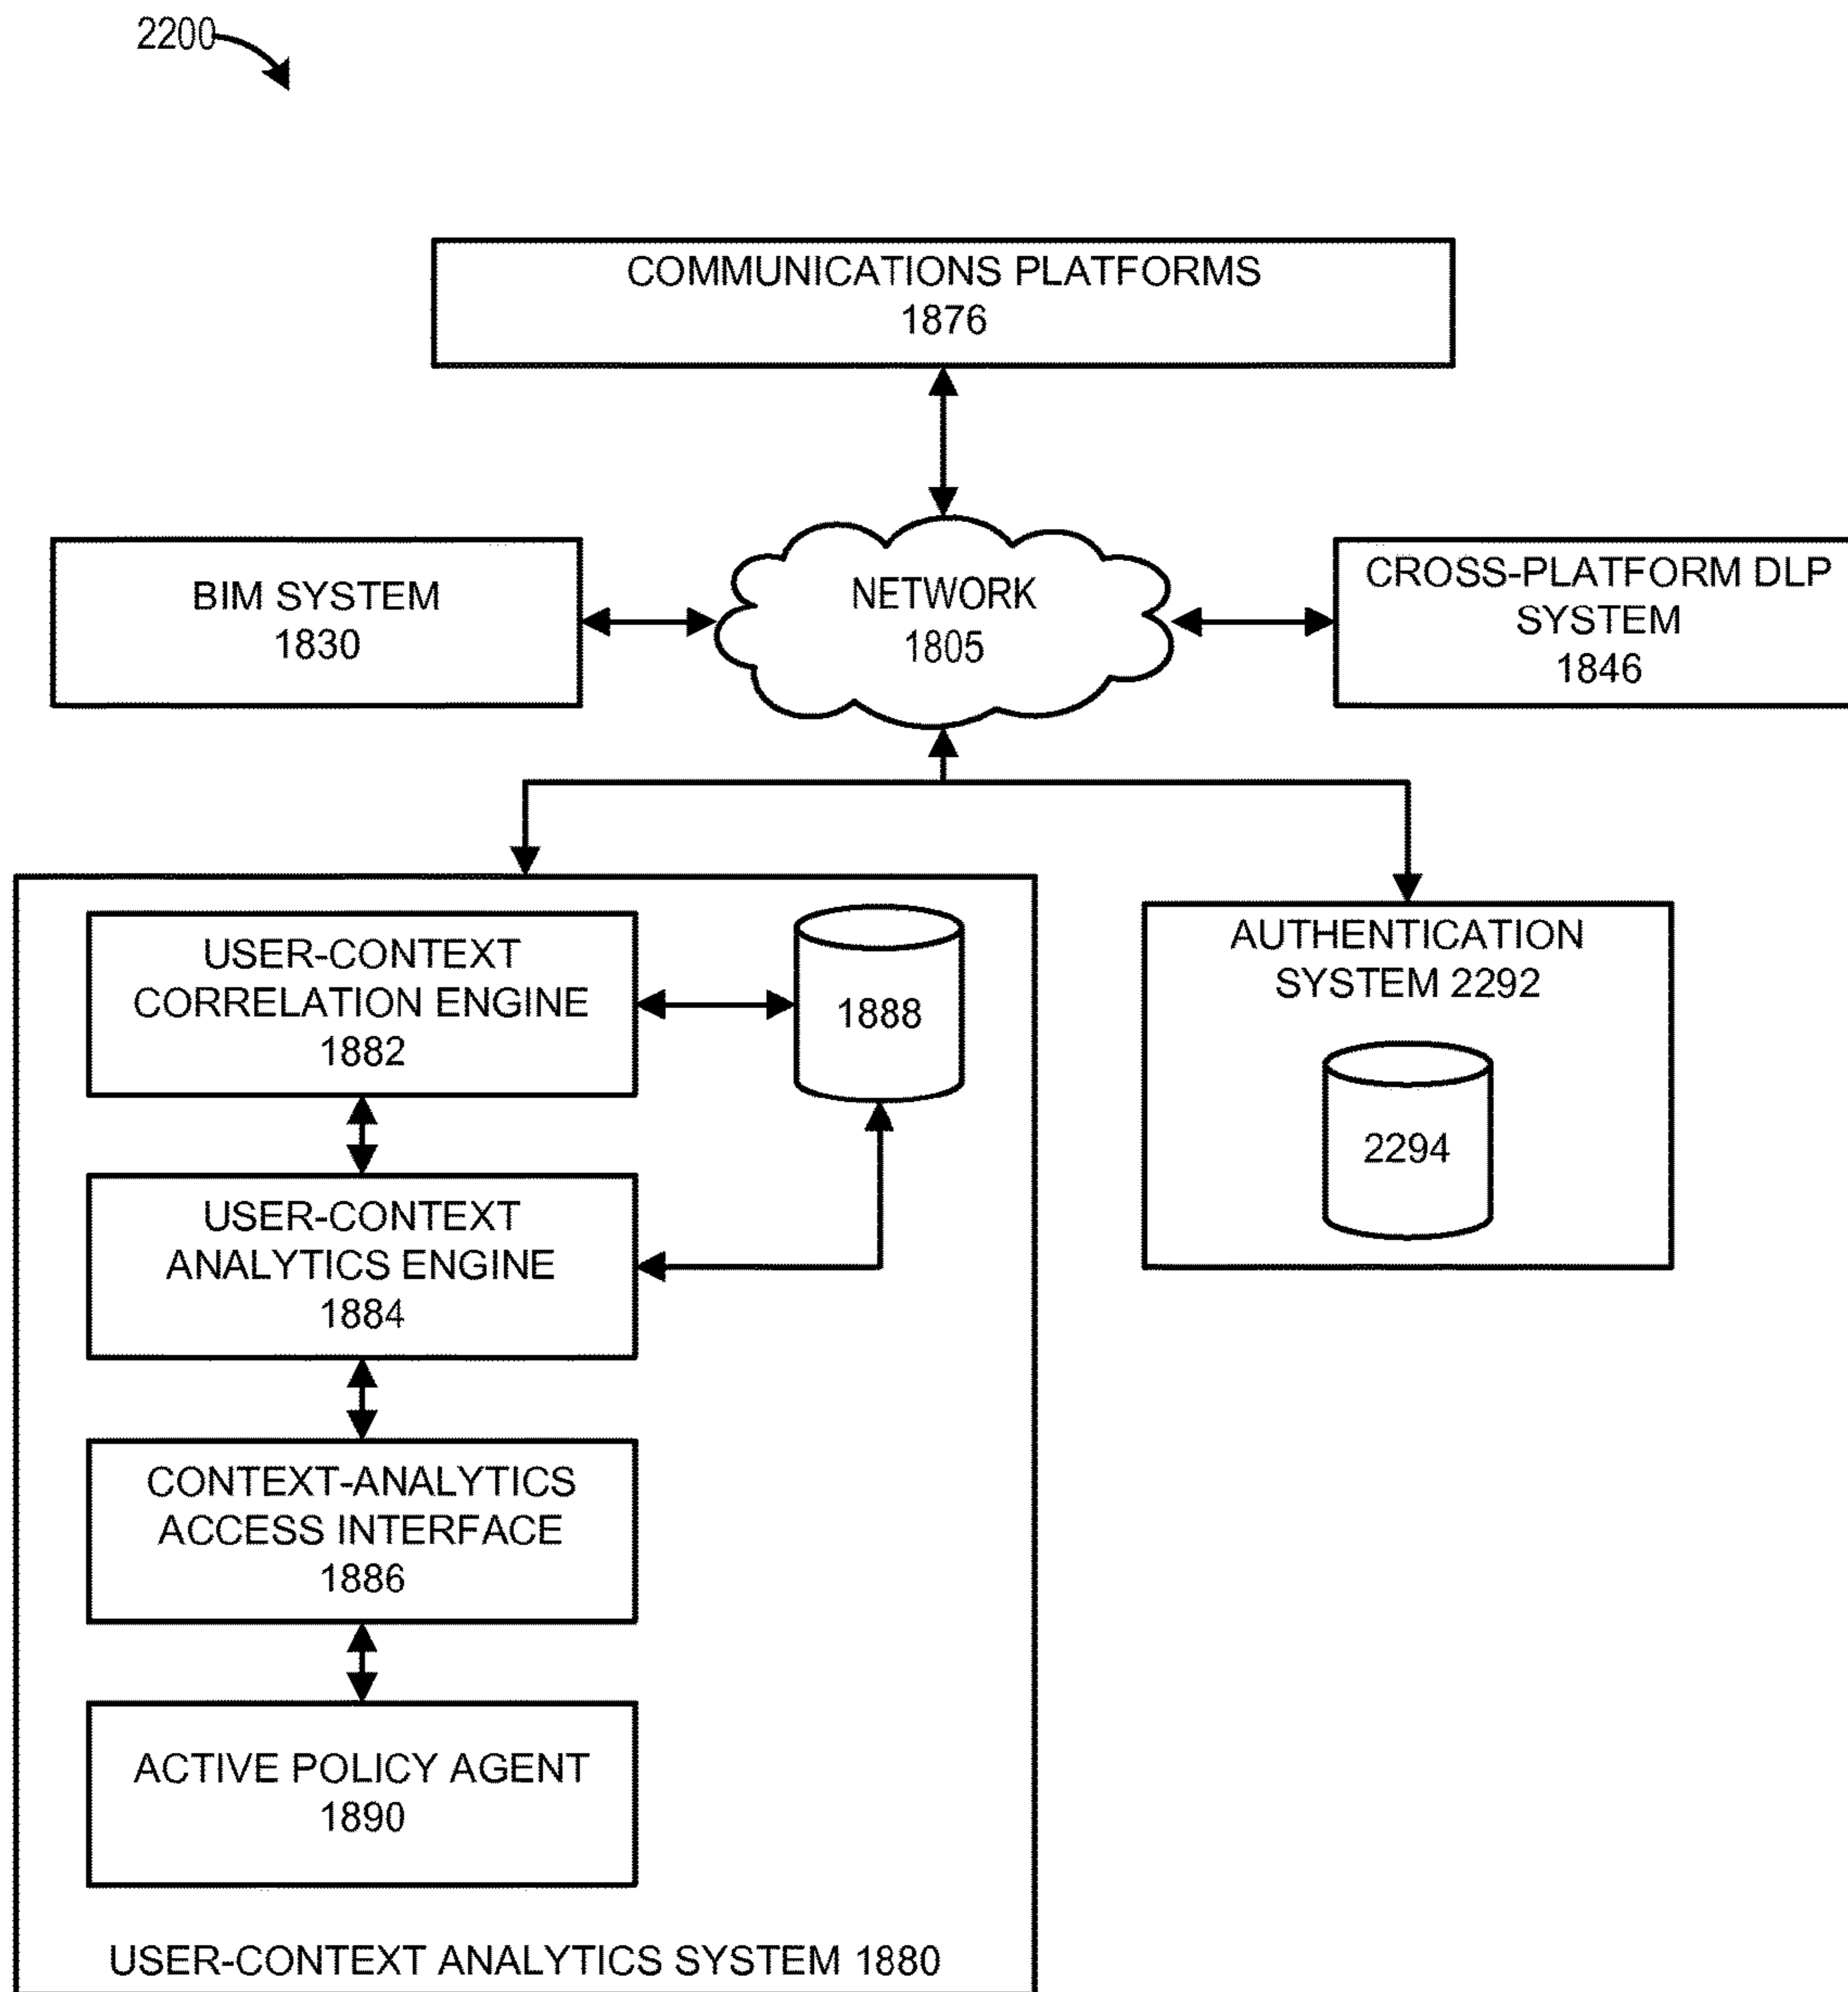 2200
COMMUNICATIONS PLATFORMS
1876
BIM SYSTEM
1830
NETWORK
1805
CROSS-PLATFORM DLP
SYSTEM
1846
USER-CONTEXT
CORRELATION ENGINE
1882
1888
USER-CONTEXT
ANALYTICS ENGINE
1884
CONTEXT-ANALYTICS
ACCESS INTERFACE
1886
ACTIVE POLICY AGENT
1890
USER-CONTEXT ANALYTICS SYSTEM 1880
AUTHENTICATION
SYSTEM 2292
2294